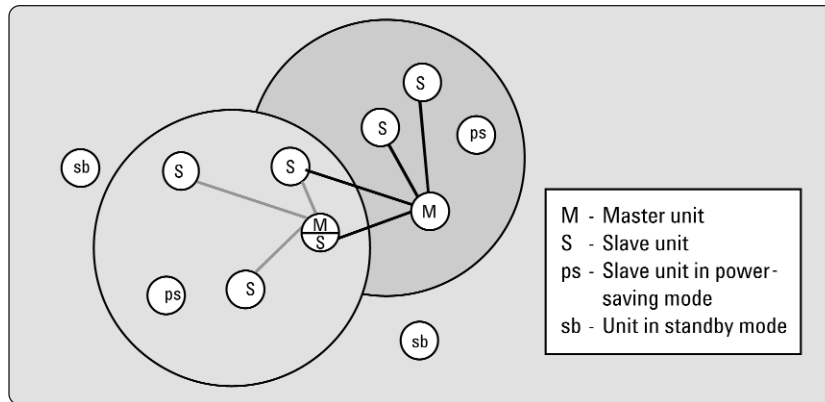 S
S
ps
sb
S
S
M
M
S
S
ps
sb
M - Master unit
S - Slave unit
ps - Slave unit in power-
saving mode
sb - Unit in standby mode